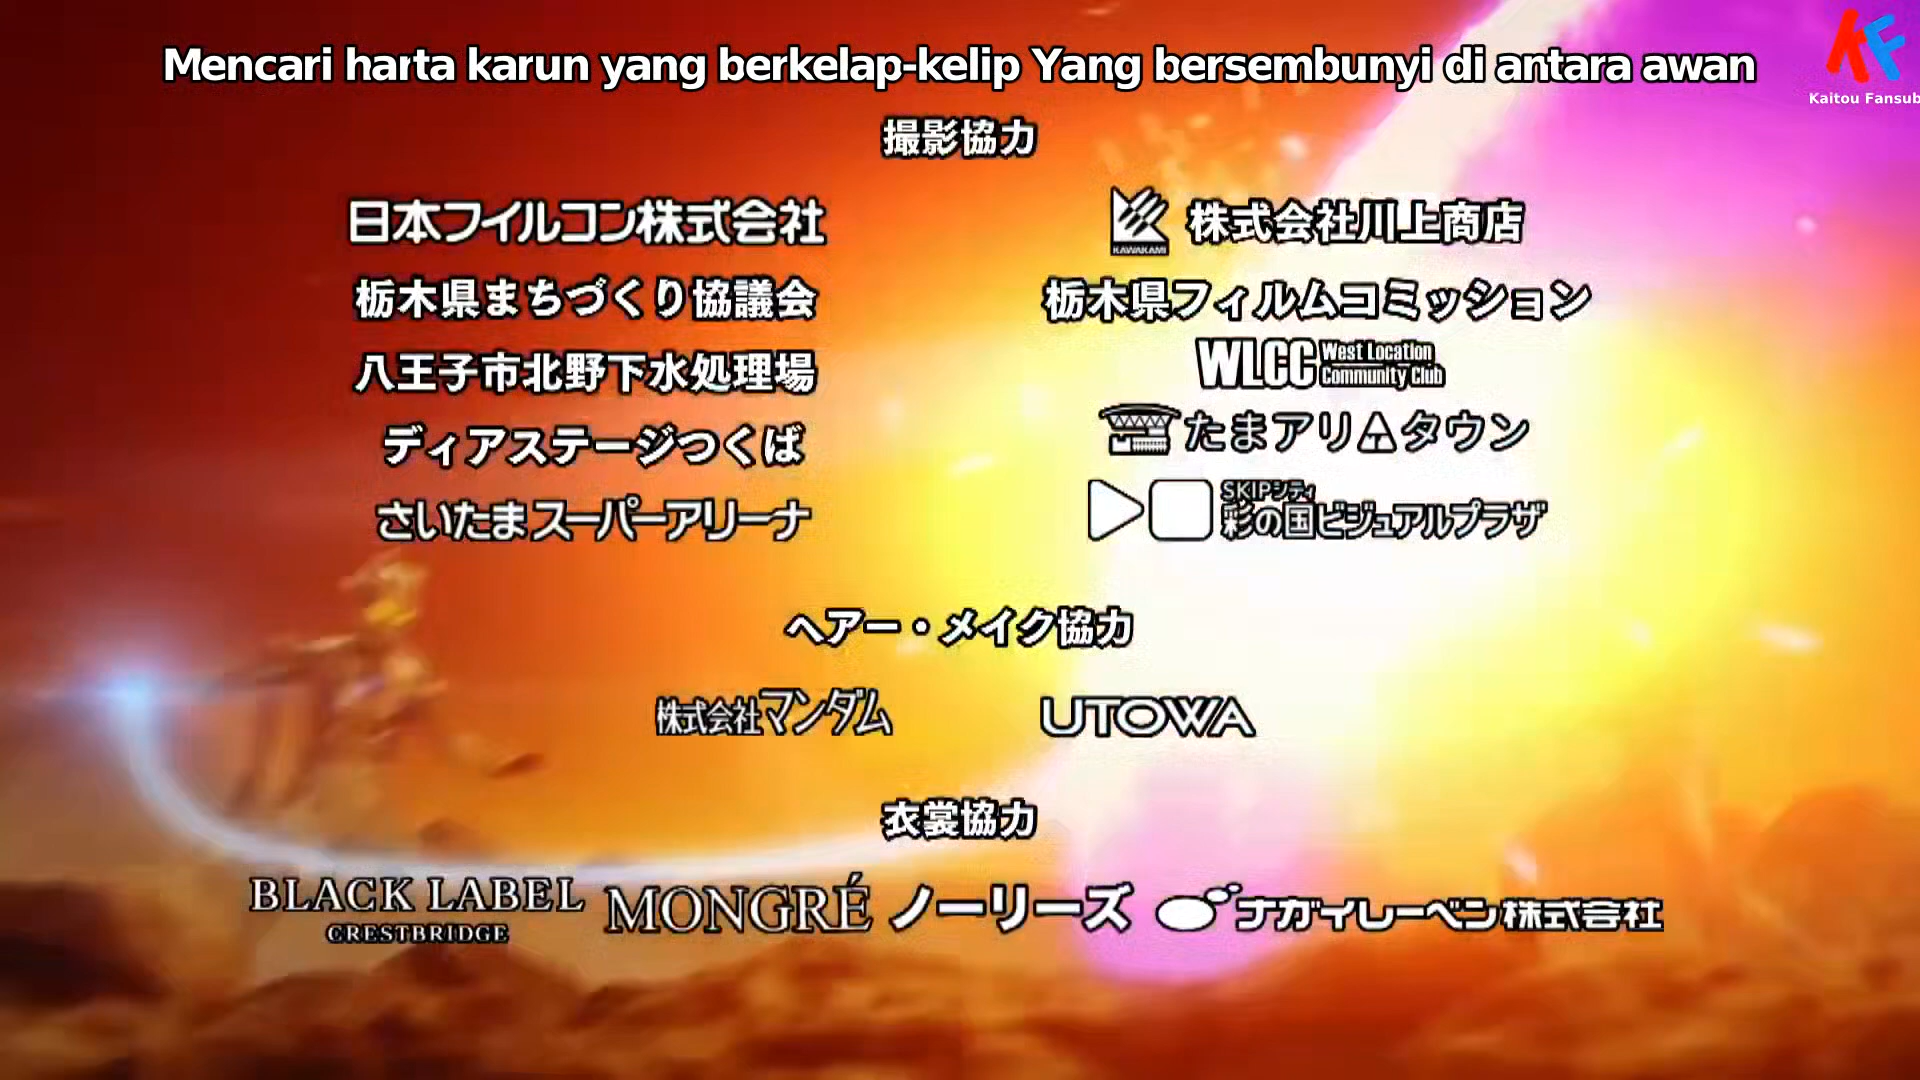 Mencari harta karun yang berkelap-kelip Yang bersembunyi di antara awan
KF
Kaitou Fansub
撮影協力
日本フイルコン株式会社
KAWAKAMI 株式会社川上商店
栃木県まちづくり協議会
栃木県フィルムコミッション
八王子市北野下水処理場
WLCC West Location Community Club
ディアステージつくば
たまアリ△タウン
さいたまスーパーアリーナ
SKIPシティ
彩の国ビジュアルプラザ
ヘアー・メイク協力
株式会社マンダム
UTOWA
衣裳協力
BLACK LABEL
CRESTBRIDGE
MONGRÉ
ノーリーズ
ナガイレーベン株式会社